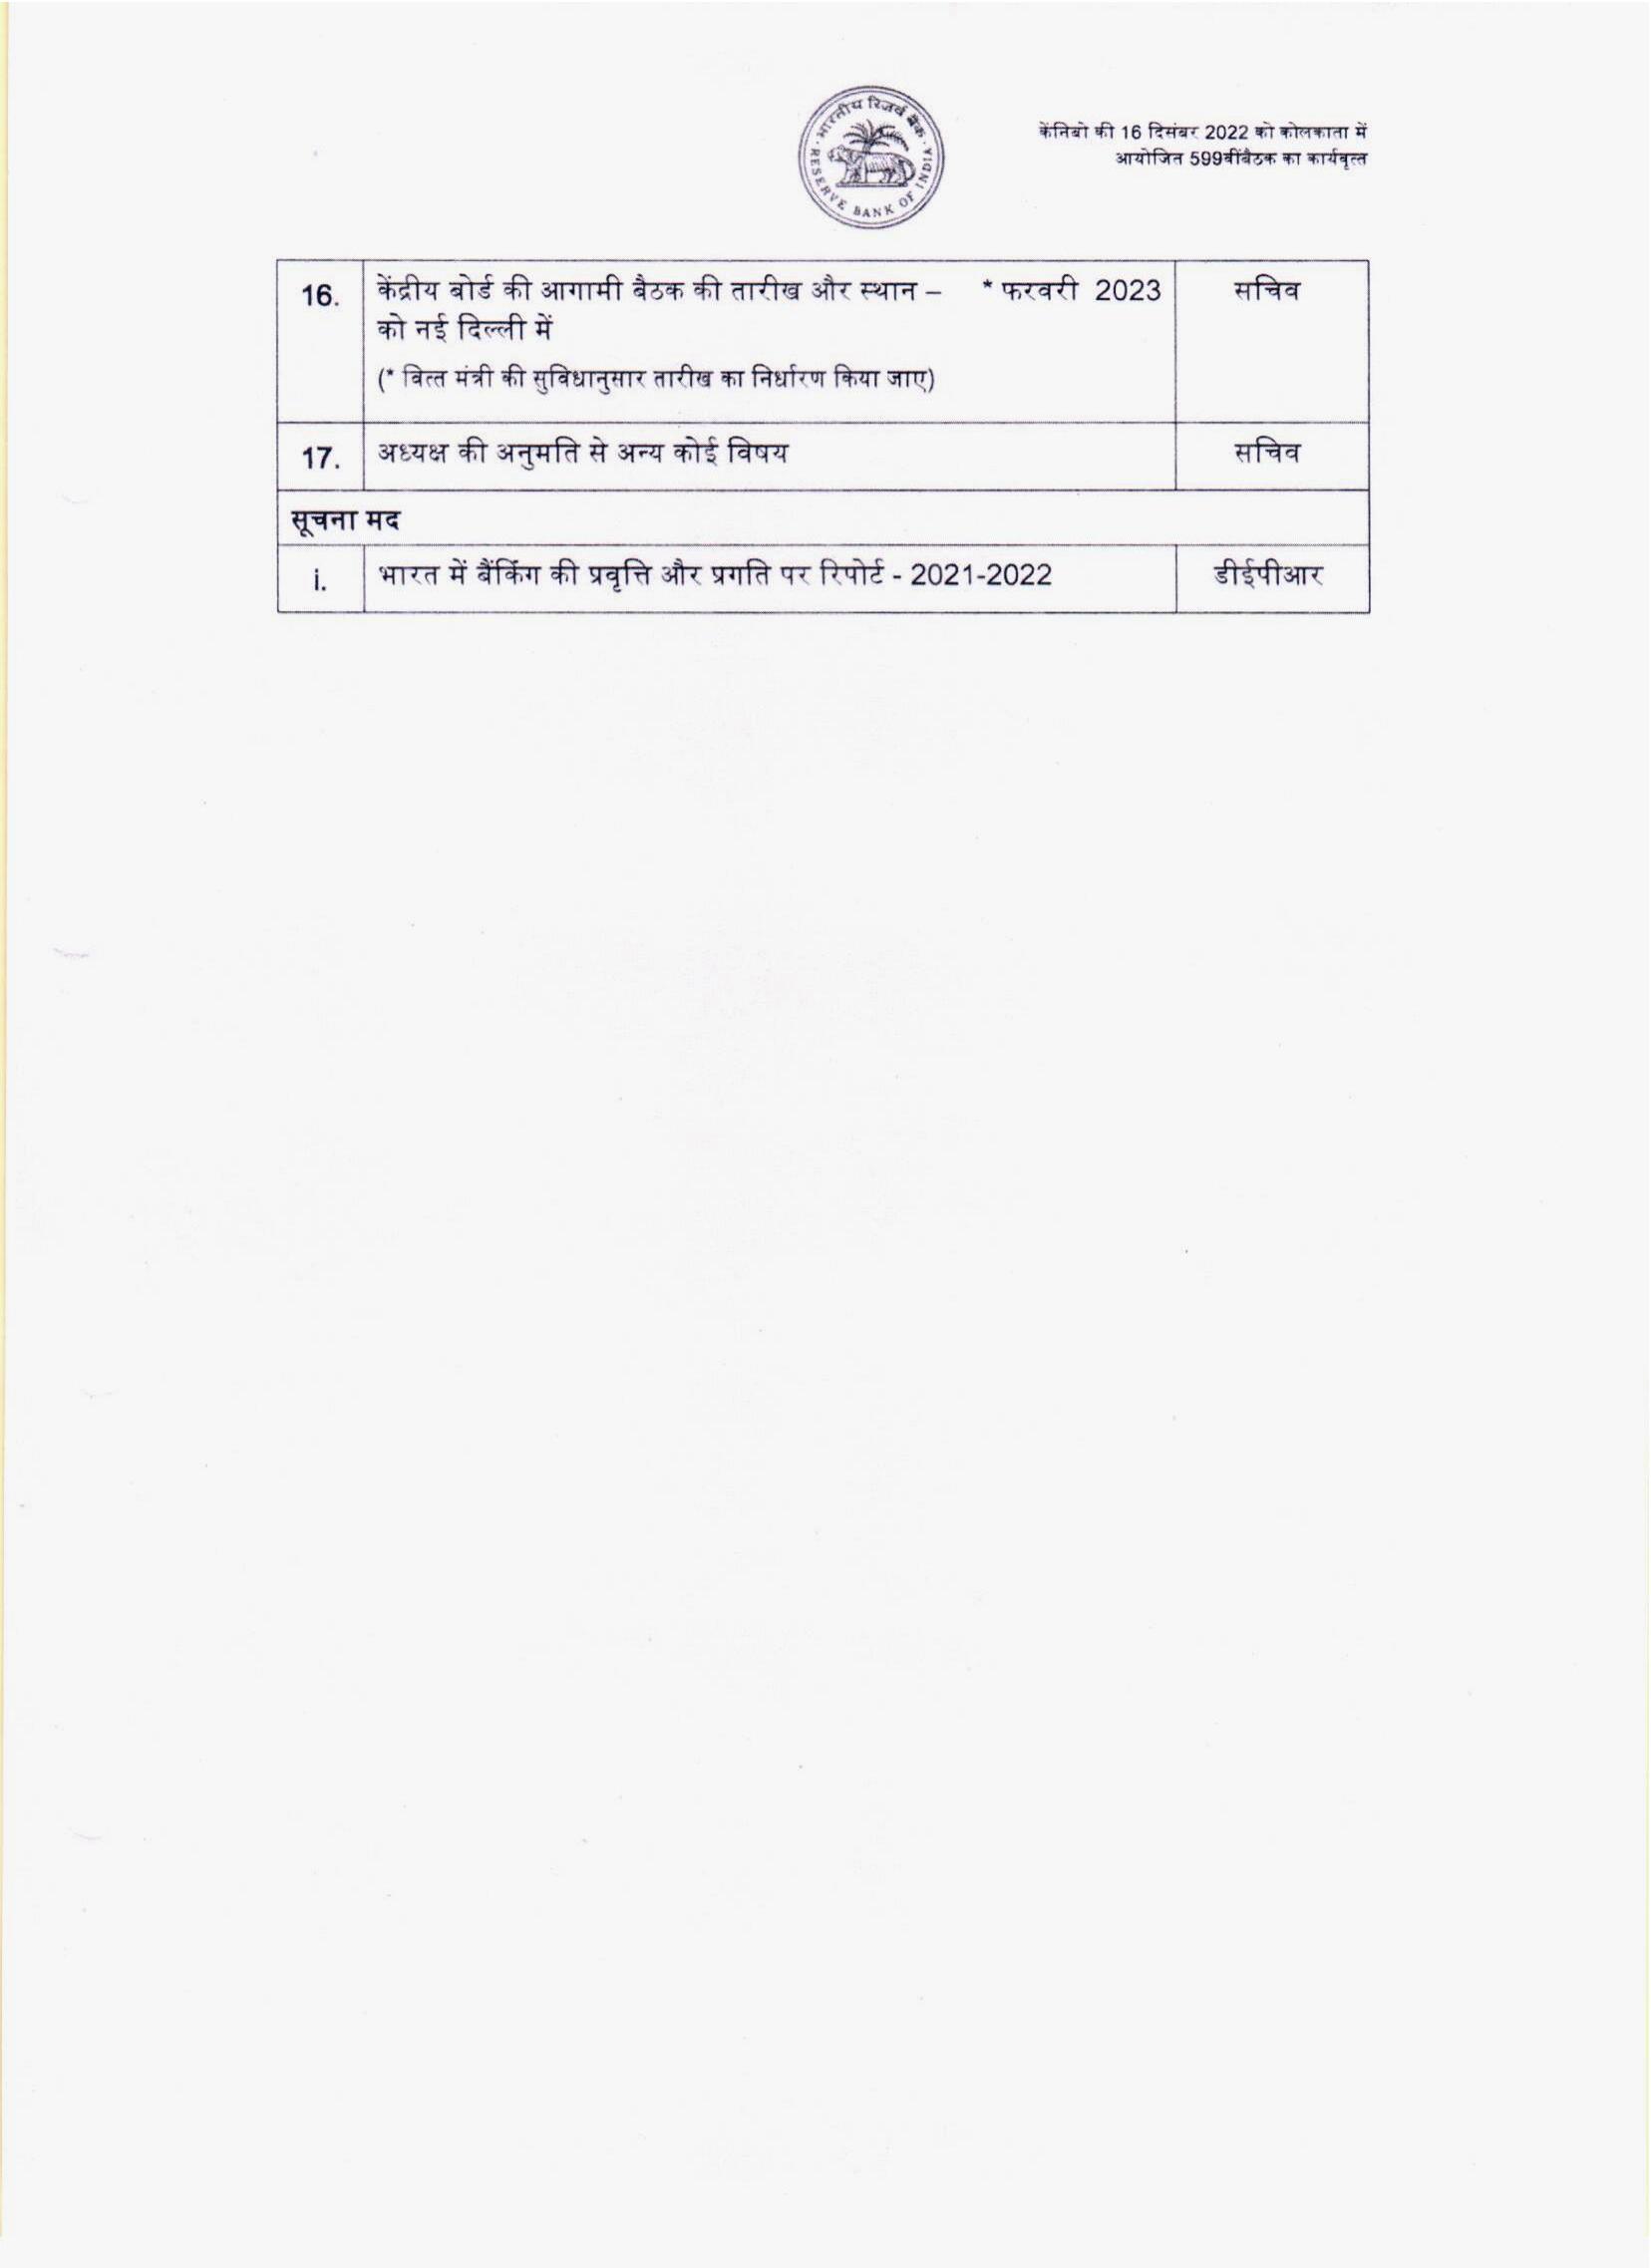 भारतीय रिज़र्व बैंक
RESERVE BANK OF INDIA
केंनिबो की 16 दिसंबर 2022 को कोलकाता में
आयोजित 599वींबैठक का कार्यवृत्त
16. केंद्रीय बोर्ड की आगामी बैठक की तारीख और स्थान – * फरवरी 2023 सचिव
को नई दिल्ली में
(* वित्त मंत्री की सुविधानुसार तारीख का निर्धारण किया जाए)
17. अध्यक्ष की अनुमति से अन्य कोई विषय सचिव
सूचना मद
i. भारत में बैंकिंग की प्रवृत्ति और प्रगति पर रिपोर्ट - 2021-2022 डीईपीआर